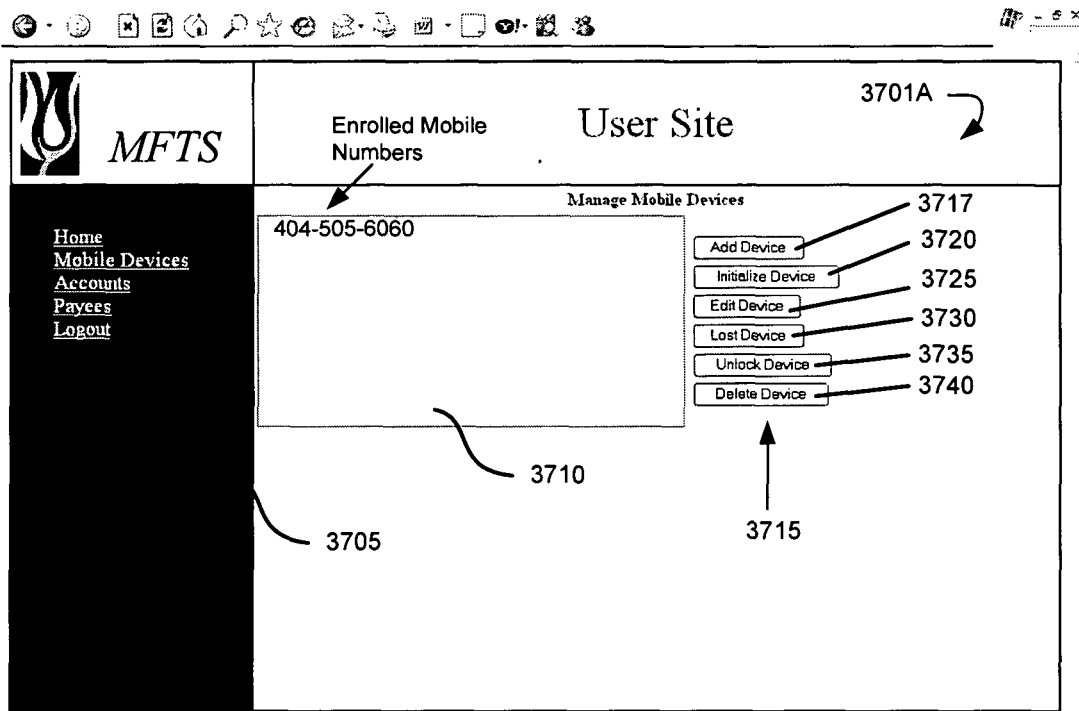 MFTS
Enrolled Mobile
Numbers
User Site
3701A
Manage Mobile Devices
Home
Mobile Devices
Accounts
Payees
Logout
404-505-6060
Add Device
3717
Initialize Device
3720
Edit Device
3725
Lost Device
3730
Unlock Device
3735
Delete Device
3740
3710
3705
3715